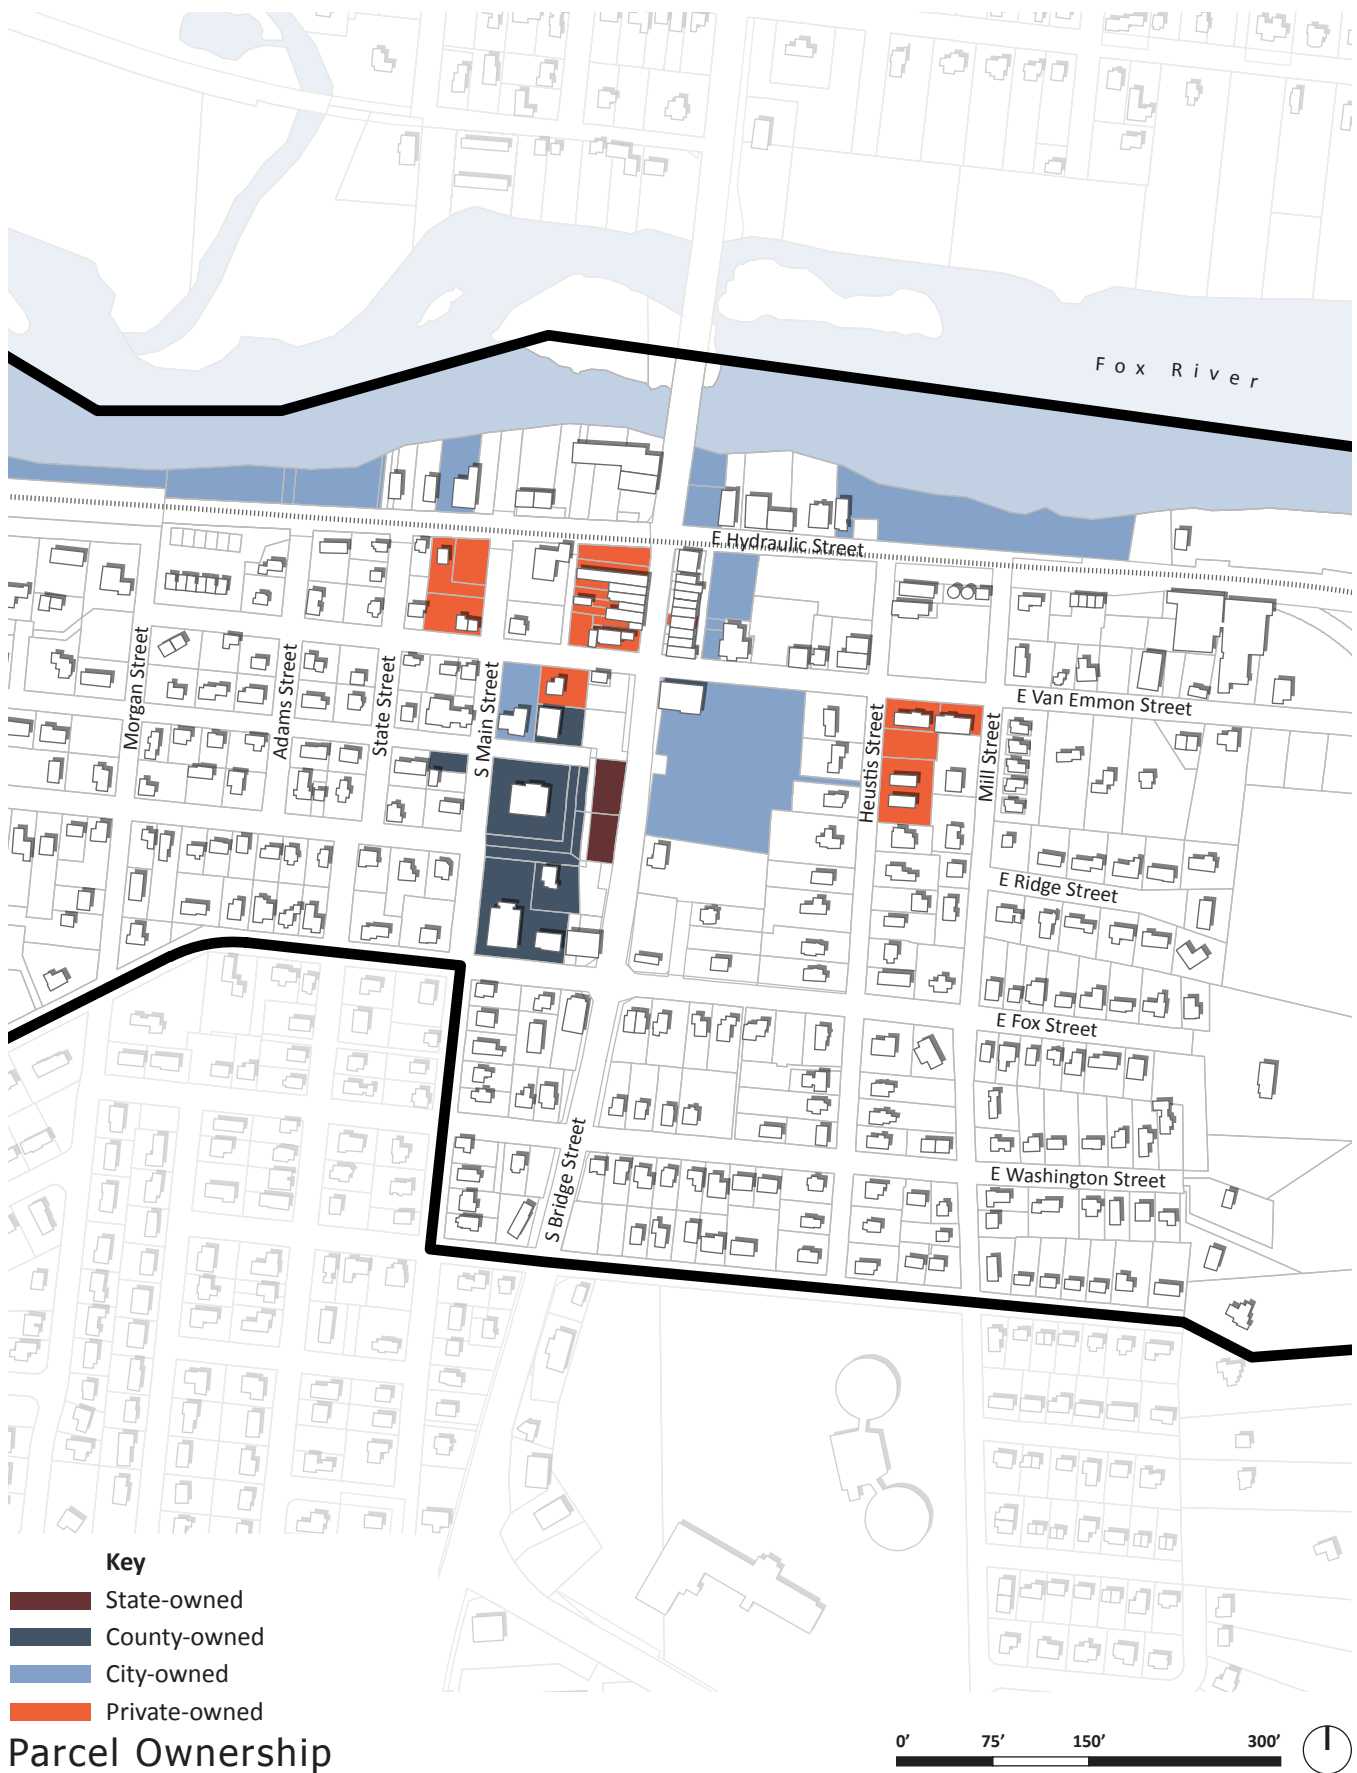 Fox River
E Hydraulic Street
Morgan Street
Adams Street
State Street
S Main Street
E Van Emmon Street
Heustis Street
Mill Street
E Ridge Street
E Fox Street
S Bridge Street
E Washington Street
Key
State-owned
County-owned
City-owned
Private-owned
Parcel Ownership
0' 75' 150' 300'